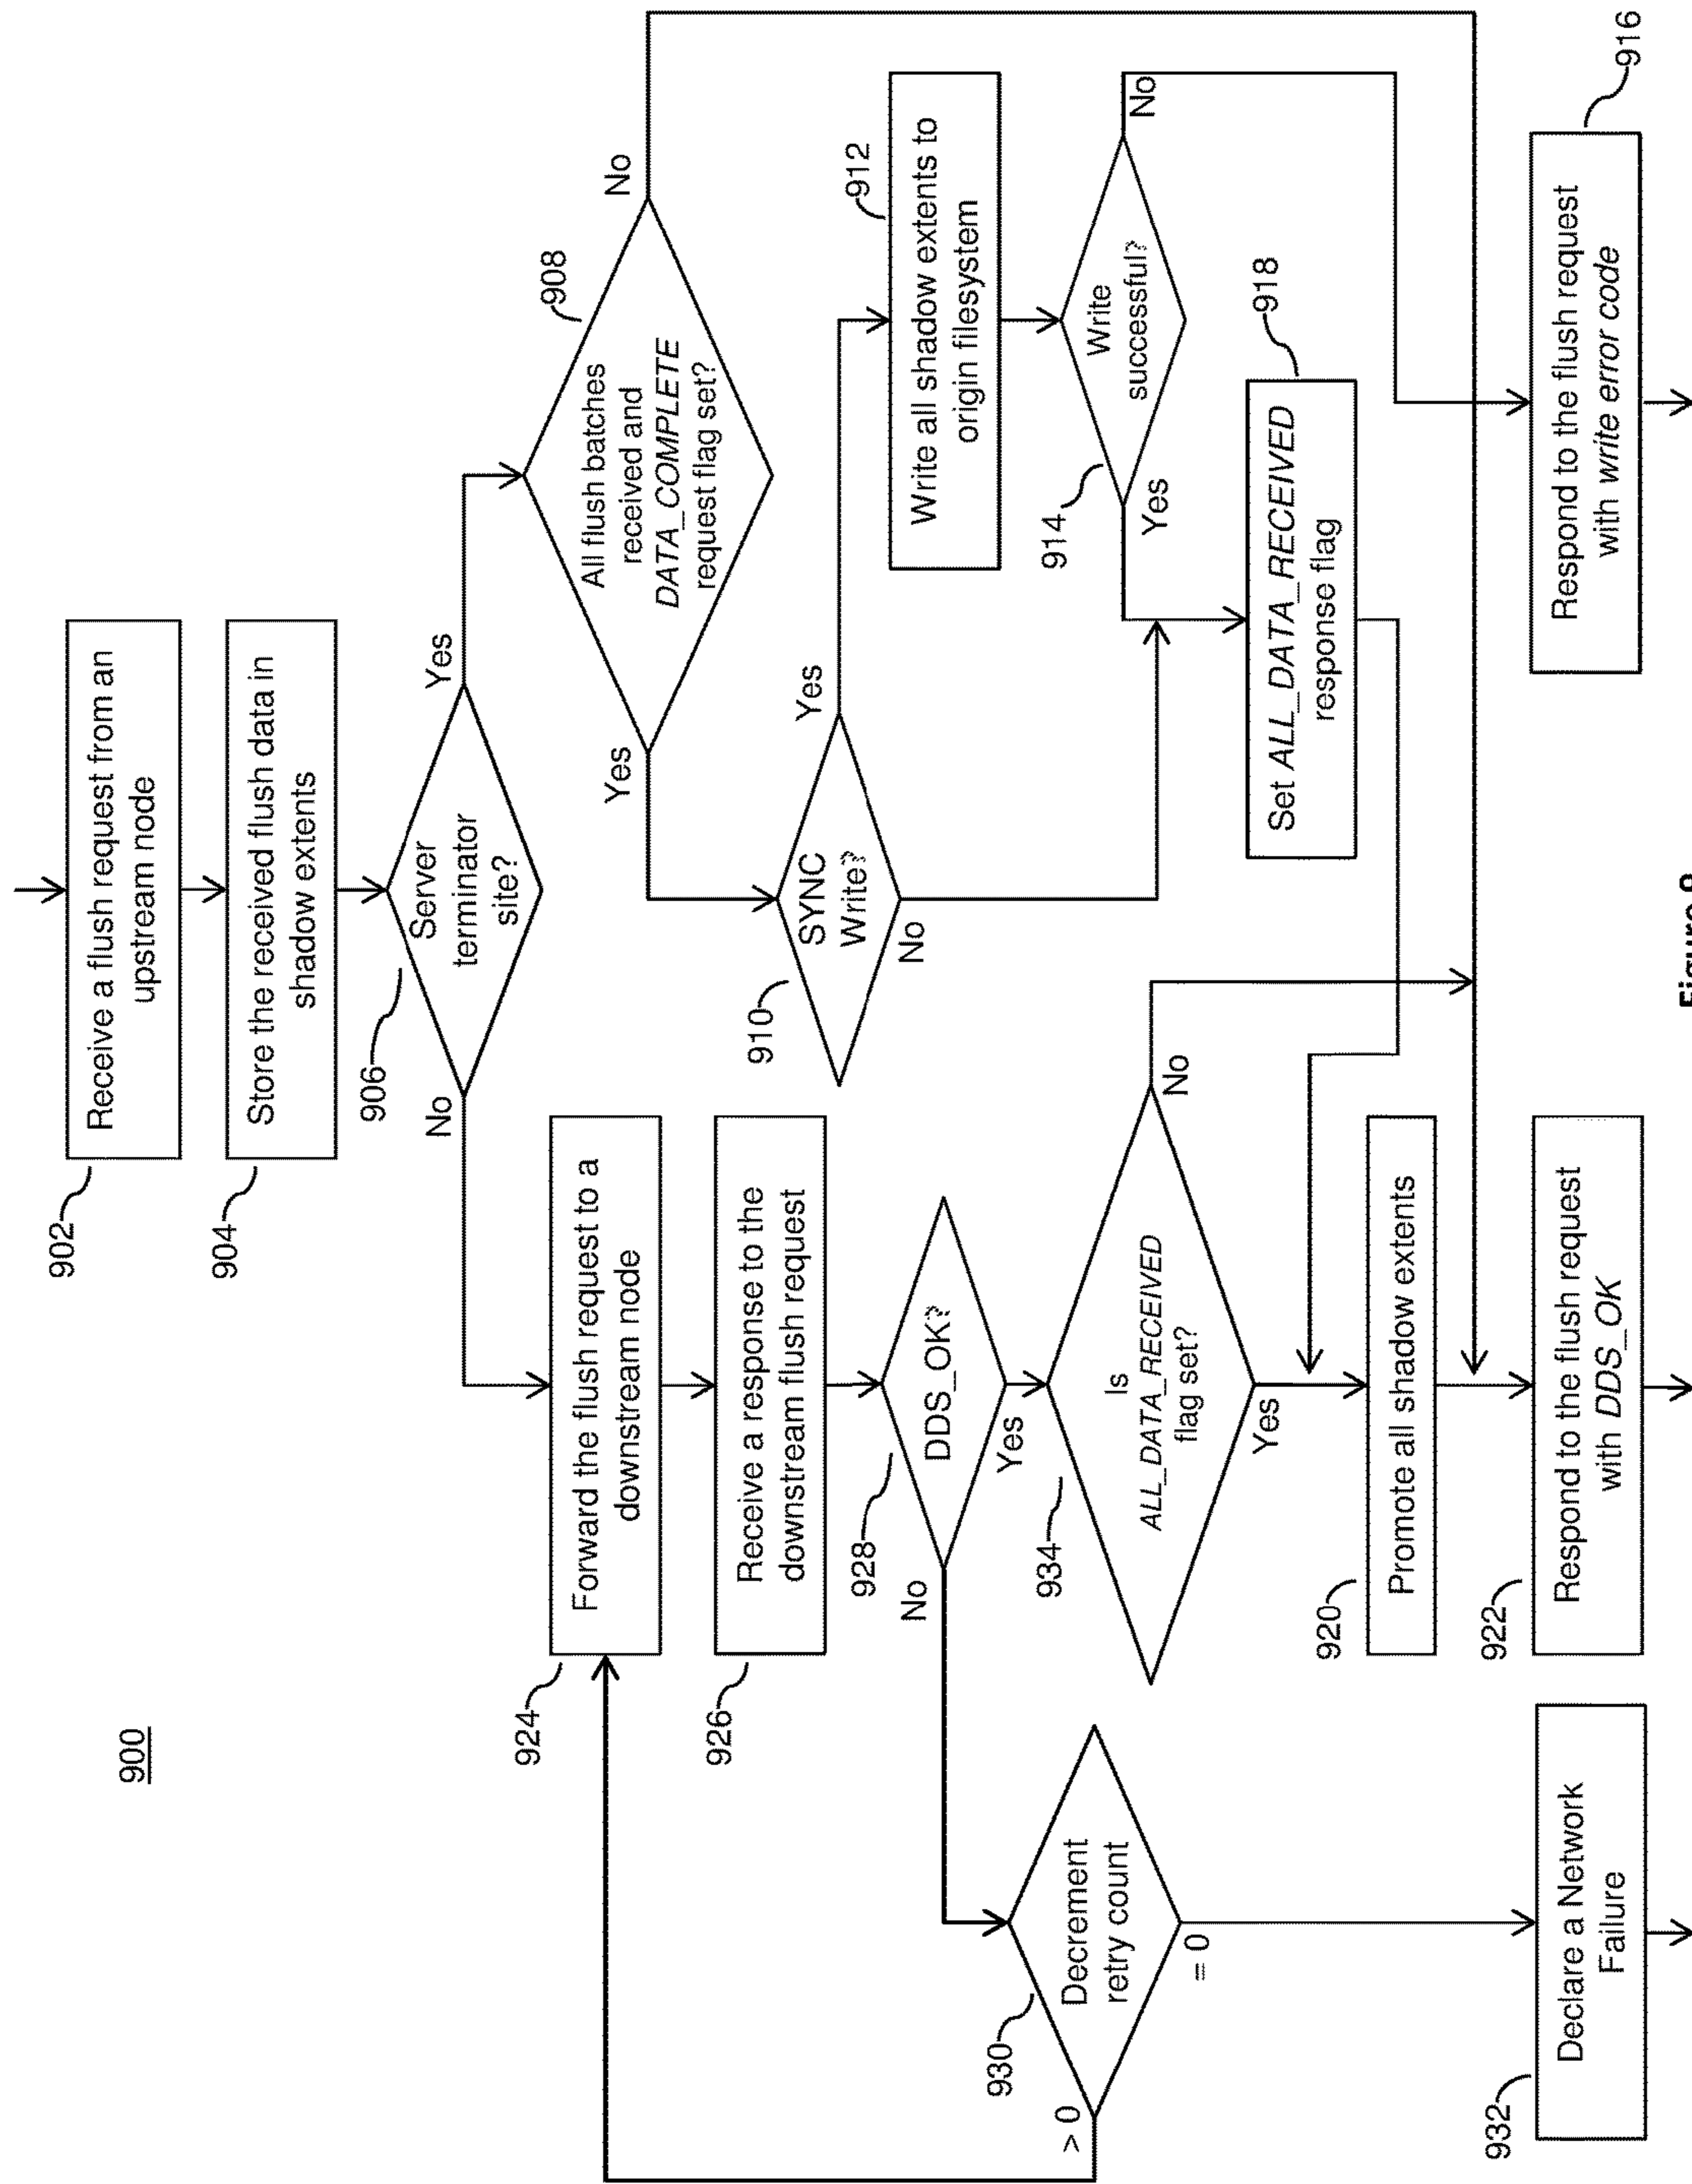 900
902
Receive a flush request from an
upstream node
904
Store the received flush data in
shadow extents
906
Server
terminator
site?
No
Yes
908
All flush batches
received and
DATA_COMPLETE
request flag set?
Yes
No
910
SYNC
Write?
Yes
No
912
Write all shadow extents to
origin filesystem
914
Write
successful?
Yes
No
918
Set ALL_DATA_RECEIVED
response flag
916
Respond to the flush request
with write error code
924
Forward the flush request to a
downstream node
926
Receive a response to the
downstream flush request
928
DDS_OK?
No
Yes
930
Decrement
retry count
> 0
= 0
932
Declare a Network
Failure
934
Is
ALL_DATA_RECEIVED
flag set?
No
Yes
920
Promote all shadow extents
922
Respond to the flush request
with DDS_OK
Figure 9